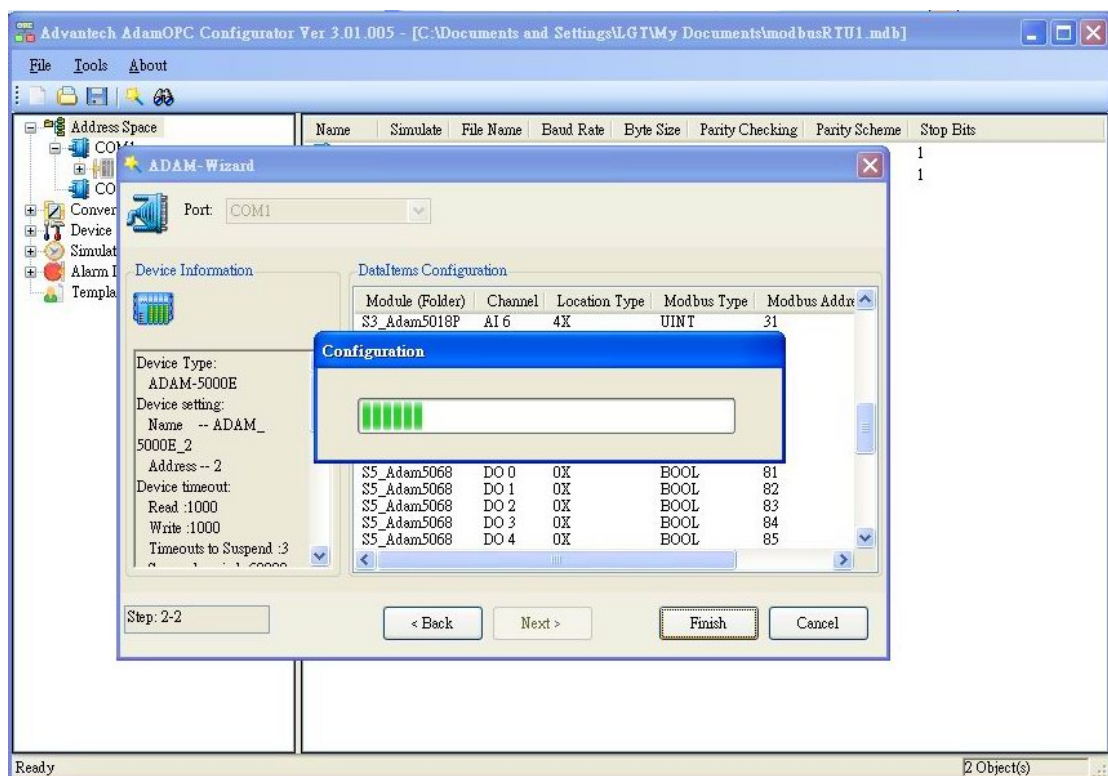 Advantech AdamOPC Configurator Ver 3.01.005 - [C:\Documents and Settings\LGT\My Documents\modbusRTU1.mdb]
File Tools About
Address Space
Name Simulate File Name Baud Rate Byte Size Parity Checking Parity Scheme Stop Bits
1
1
COM1
CO
Conver
Device
Simulat
Alarm
Templa
ADAM-Wizard
Port: COM1
Device Information
Device Type:
ADAM-5000E
Device setting:
Name -- ADAM_
5000E_2
Address -- 2
Device timeout:
Read :1000
Write :1000
Timeouts to Suspend :3
DataItems Configuration
Module (Folder) Channel Location Type Modbus Type Modbus Addre
S3_Adam5018P AI 6 4X UINT 31
Configuration
S5_Adam5068 DO 0 0X BOOL 81
S5_Adam5068 DO 1 0X BOOL 82
S5_Adam5068 DO 2 0X BOOL 83
S5_Adam5068 DO 3 0X BOOL 84
S5_Adam5068 DO 4 0X BOOL 85
Step: 2-2
< Back Next > Finish Cancel
Ready 2 Object(s)